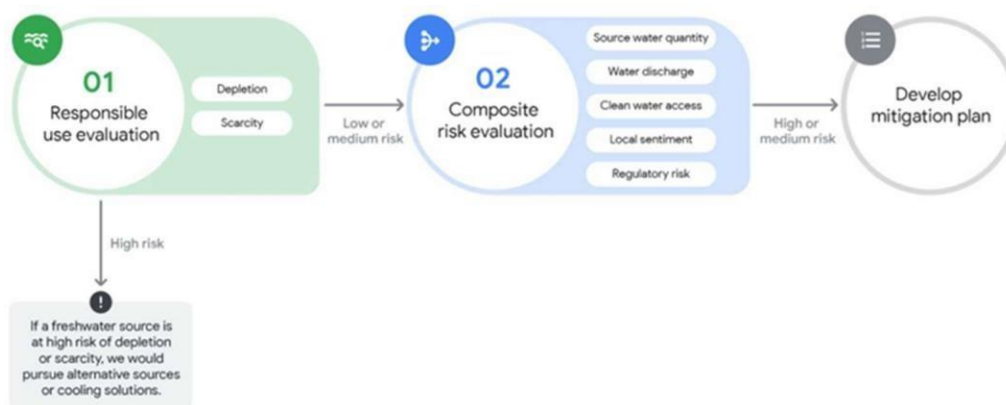 01
Responsible
use evaluation
Depletion
Scarcity
Low or
medium risk
02
Composite
risk evaluation
Source water quantity
Water discharge
Clean water access
Local sentiment
Regulatory risk
High or
medium risk
Develop
mitigation plan
High risk
!
If a freshwater source is
at high risk of depletion
or scarcity, we would
pursue alternative sources
or cooling solutions.